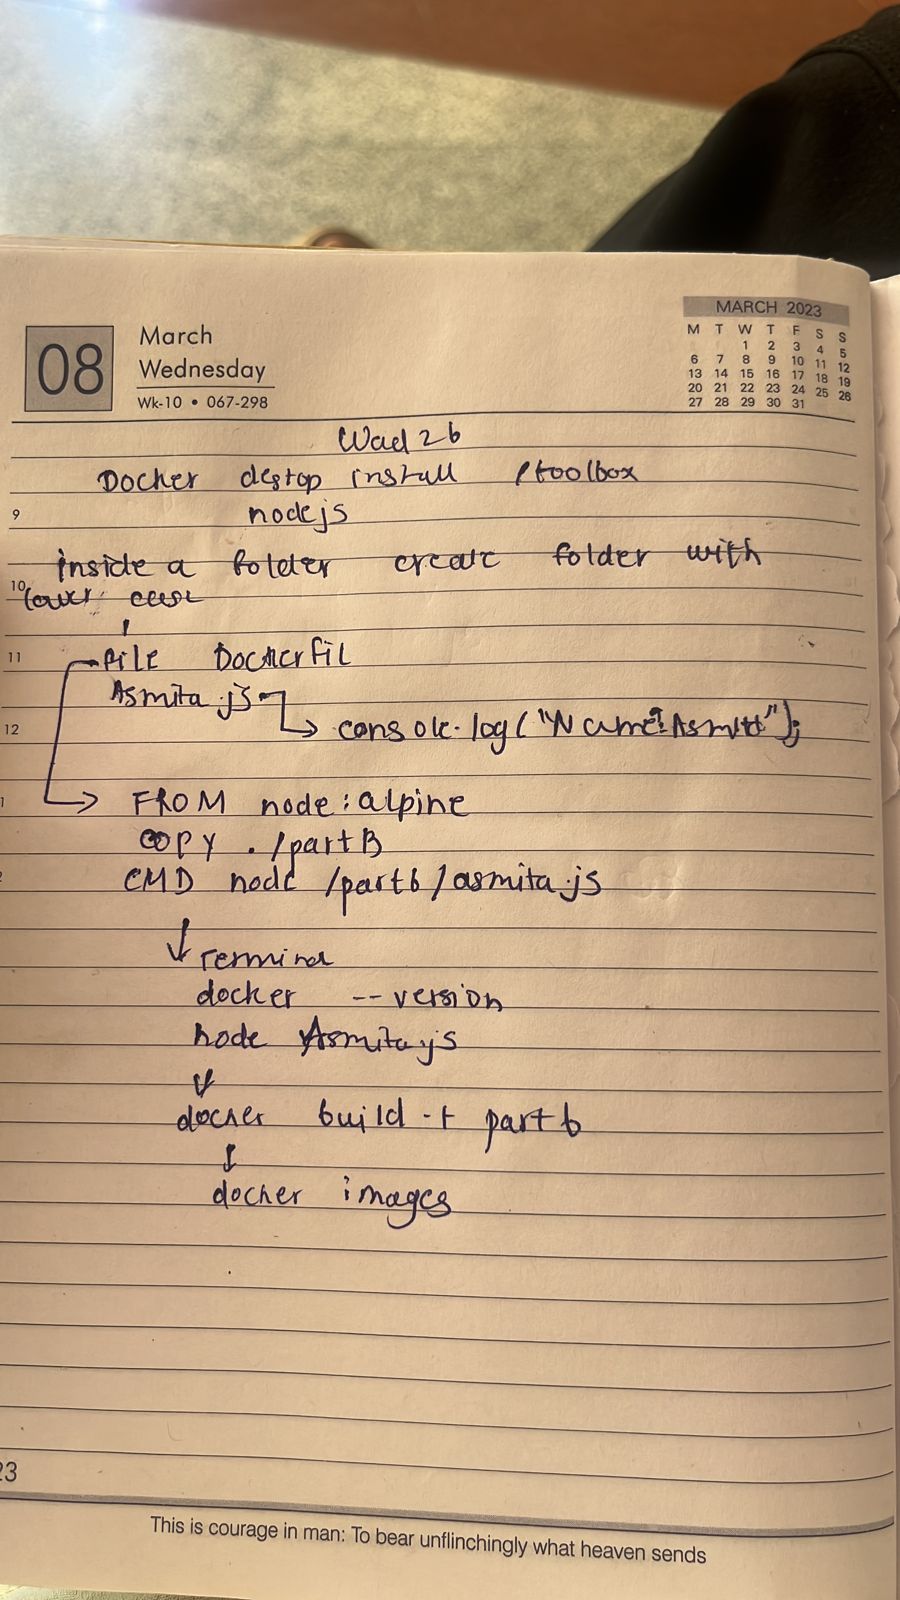 08
March
Wednesday
Wk-10 • 067-298
MARCH 2023
M T W T F S S
1 2 3 4 5
6 7 8 9 10 11 12
13 14 15 16 17 18 19
20 21 22 23 24 25 26
27 28 29 30 31
Wad 2b
Docker destop install /toolbox
9 nodejs
inside a folder create folder with
10 lower case
11 file Dockerfil
Asmita.js
12 → console.log("Name:Asmita");
1 → FROM node:alpine
COPY . /partB
2 CMD node /partb/asmita.js
↓ Termina
docker --version
node Asmita.js
↓
docker build -t partb
↓
docker images
23
This is courage in man: To bear unflinchingly what heaven sends